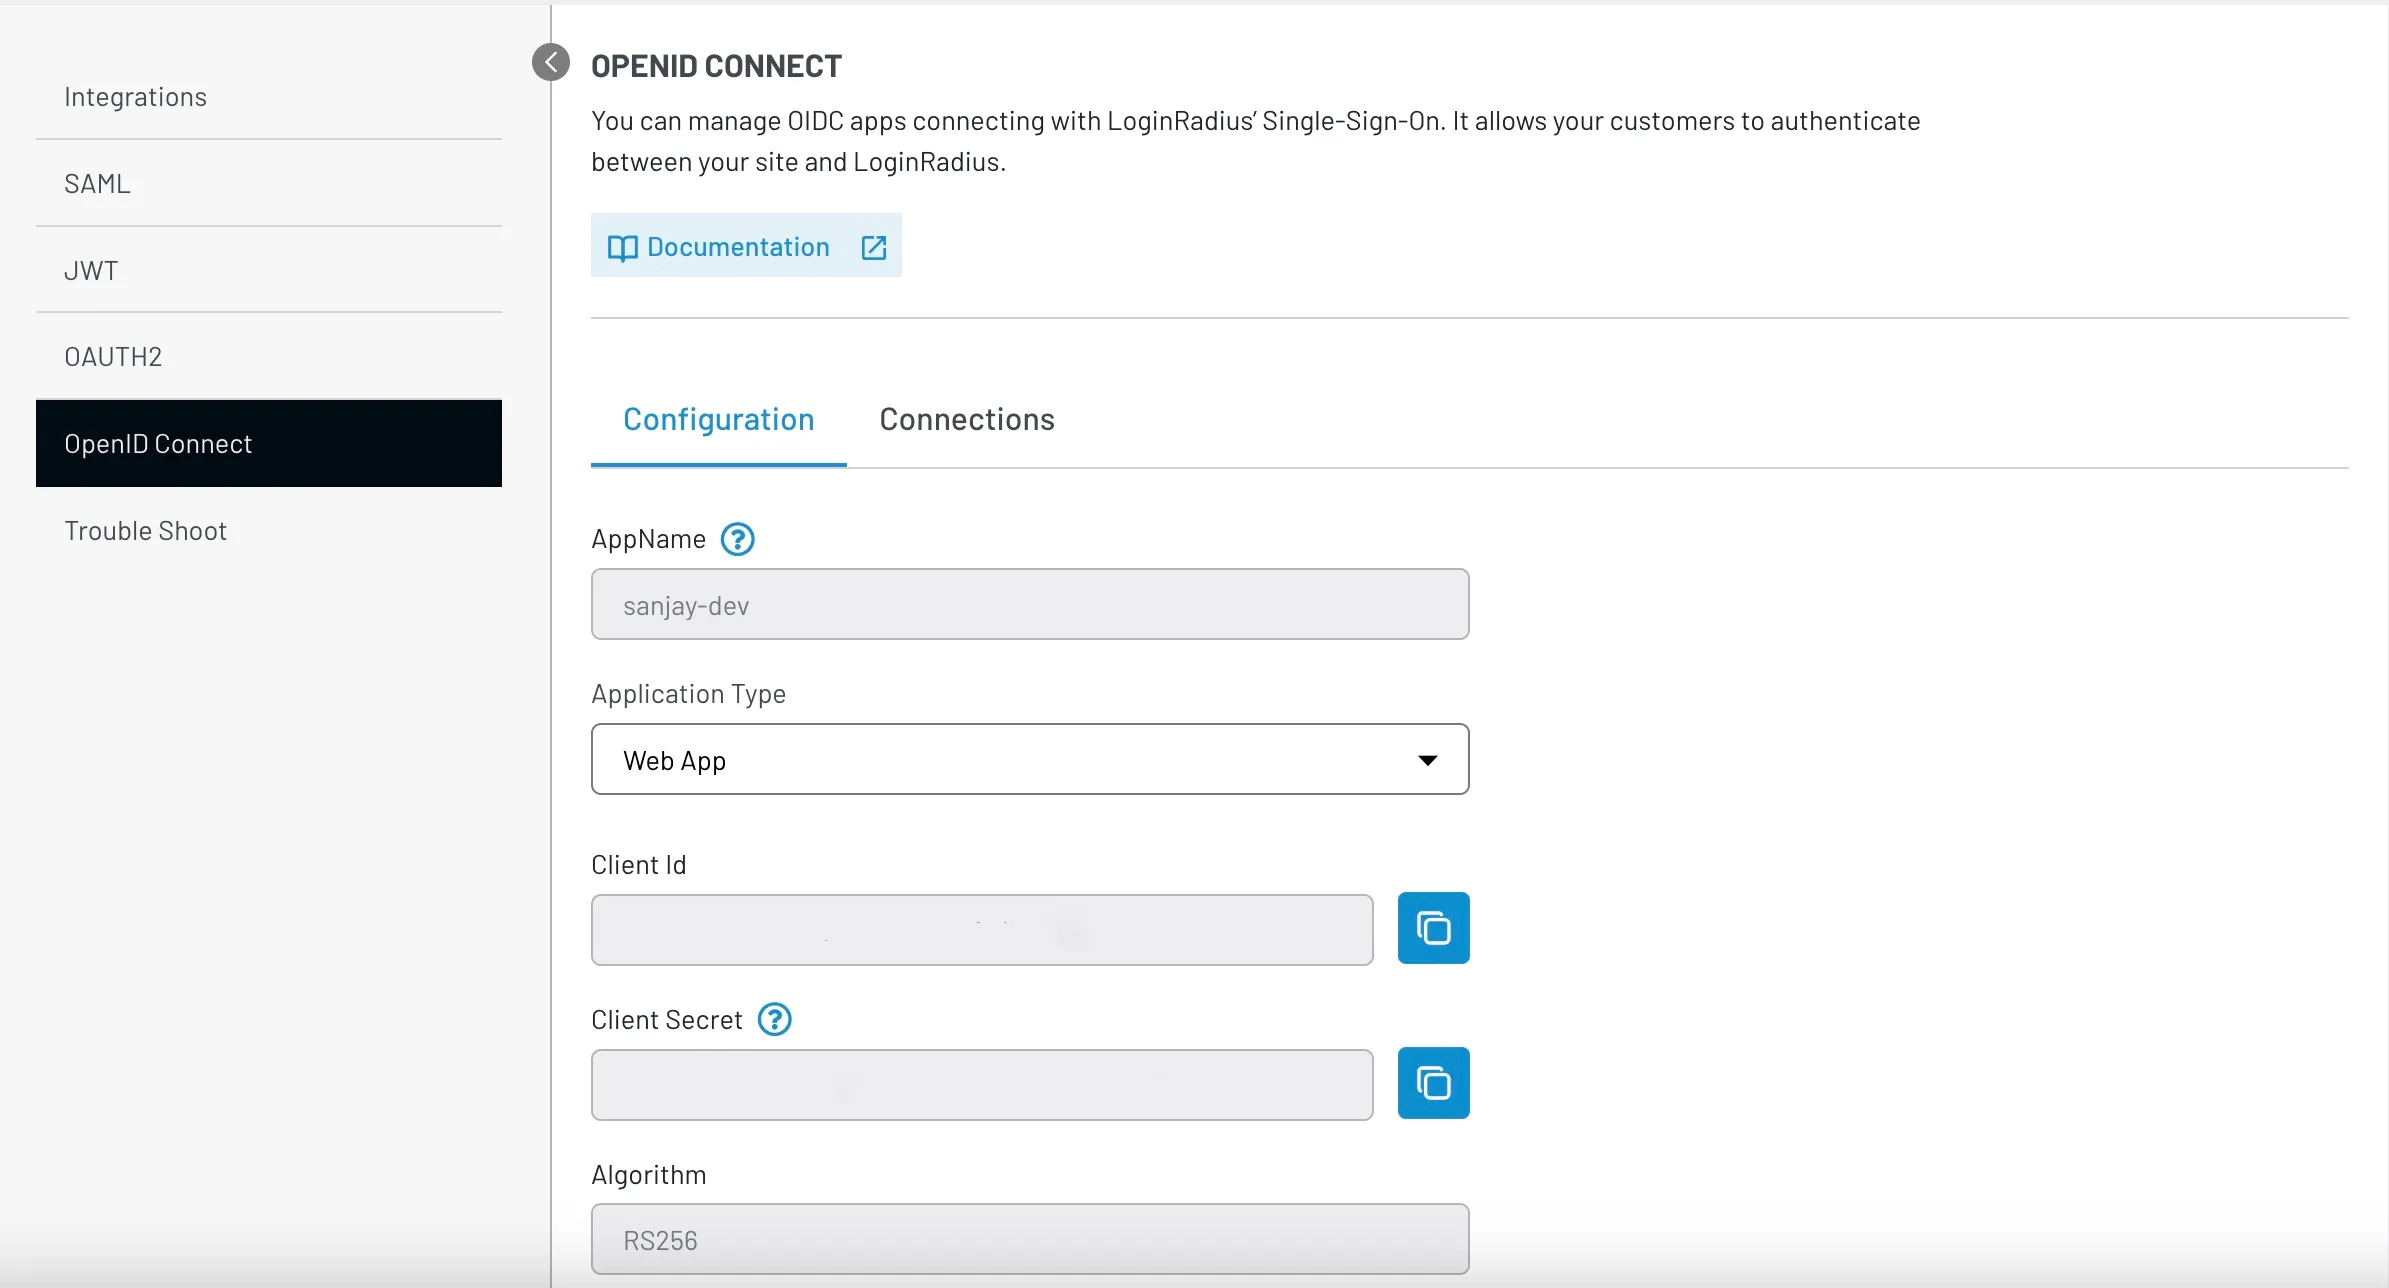 Integrations
SAML
JWT
OAUTH2
OpenID Connect
Trouble Shoot
OPENID CONNECT
You can manage OIDC apps connecting with LoginRadius’ Single-Sign-On. It allows your customers to authenticate
between your site and LoginRadius.
Documentation
Configuration Connections
AppName ?
sanjay-dev
Application Type
Web App
Client Id
Client Secret ?
Algorithm
RS256